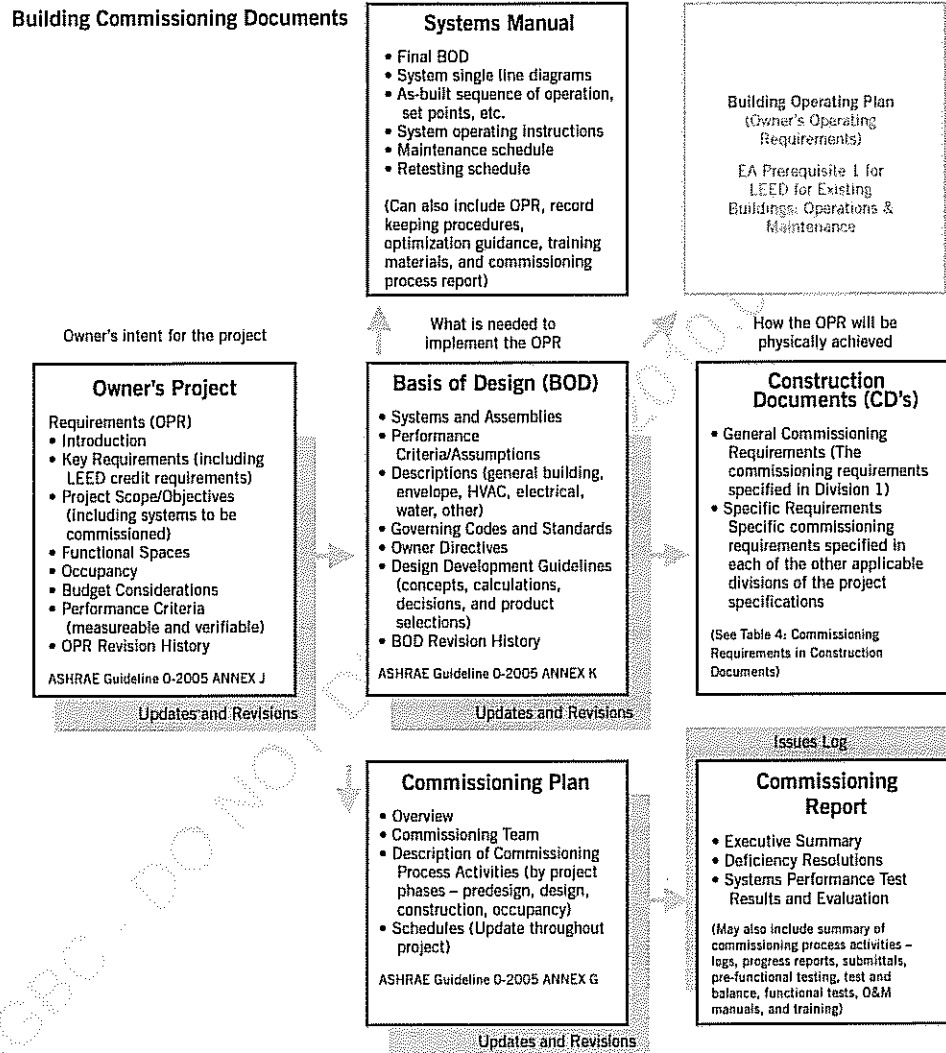 Building Commissioning Documents
Systems Manual
• Final BOD
• System single line diagrams
• As-built sequence of operation,
set points, etc.
• System operating instructions
• Maintenance schedule
• Retesting schedule
(Can also include OPR, record
keeping procedures,
optimization guidance, training
materials, and commissioning
process report)
Building Operating Plan
(Owner's Operating
Requirements)
EA Prerequisite 1 for
LEED for Existing
Buildings: Operations &
Maintenance
Owner's intent for the project
What is needed to
implement the OPR
How the OPR will be
physically achieved
Owner's Project
Requirements (OPR)
• Introduction
• Key Requirements (including
LEED credit requirements)
• Project Scope/Objectives
(including systems to be
commissioned)
• Functional Spaces
• Occupancy
• Budget Considerations
• Performance Criteria
(measureable and verifiable)
• OPR Revision History
ASHRAE Guideline 0-2005 ANNEX J
Updates and Revisions
Basis of Design (BOD)
• Systems and Assemblies
• Performance
Criteria/Assumptions
• Descriptions (general building,
envelope, HVAC, electrical,
water, other)
• Governing Codes and Standards
• Owner Directives
• Design Development Guidelines
(concepts, calculations,
decisions, and product
selections)
• BOD Revision History
ASHRAE Guideline 0-2005 ANNEX K
Updates and Revisions
Construction
Documents (CD's)
• General Commissioning
Requirements (The
commissioning requirements
specified in Division 1)
• Specific Requirements
Specific commissioning
requirements specified in
each of the other applicable
divisions of the project
specifications
(See Table 4: Commissioning
Requirements in Construction
Documents)
Commissioning Plan
• Overview
• Commissioning Team
• Description of Commissioning
Process Activities (by project
phases – predesign, design,
construction, occupancy)
• Schedules (Update throughout
project)
ASHRAE Guideline 0-2005 ANNEX G
Updates and Revisions
Issues Log
Commissioning
Report
• Executive Summary
• Deficiency Resolutions
• Systems Performance Test
Results and Evaluation
(May also include summary of
commissioning process activities –
logs, progress reports, submittals,
pre-functional testing, test and
balance, functional tests, O&M
manuals, and training)
GBC - DO NOT